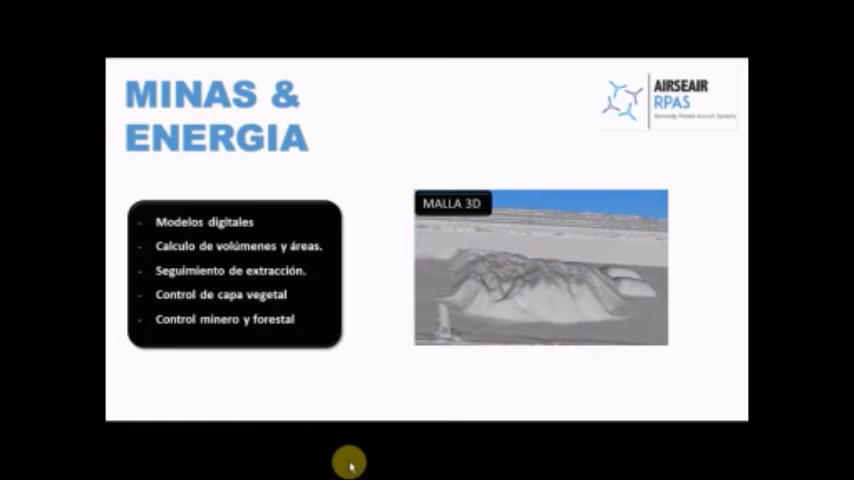 MINAS &
ENERGIA
AIRSEAIR
RPAS
Remotely Piloted Aircraft Systems
- Modelos digitales
- Calculo de volúmenes y áreas.
- Seguimiento de extracción.
- Control de capa vegetal
- Control minero y forestal
MALLA 3D